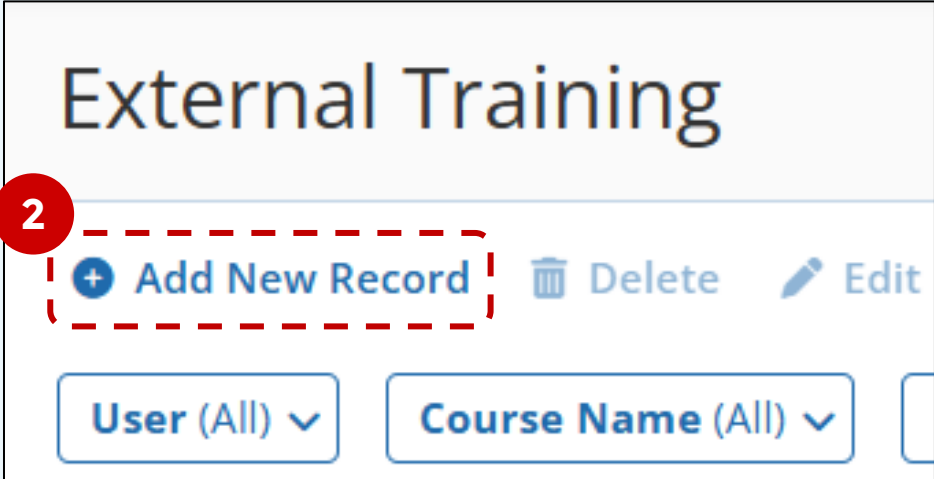 External Training
2
Add New Record Delete Edit
User (All) Course Name (All)